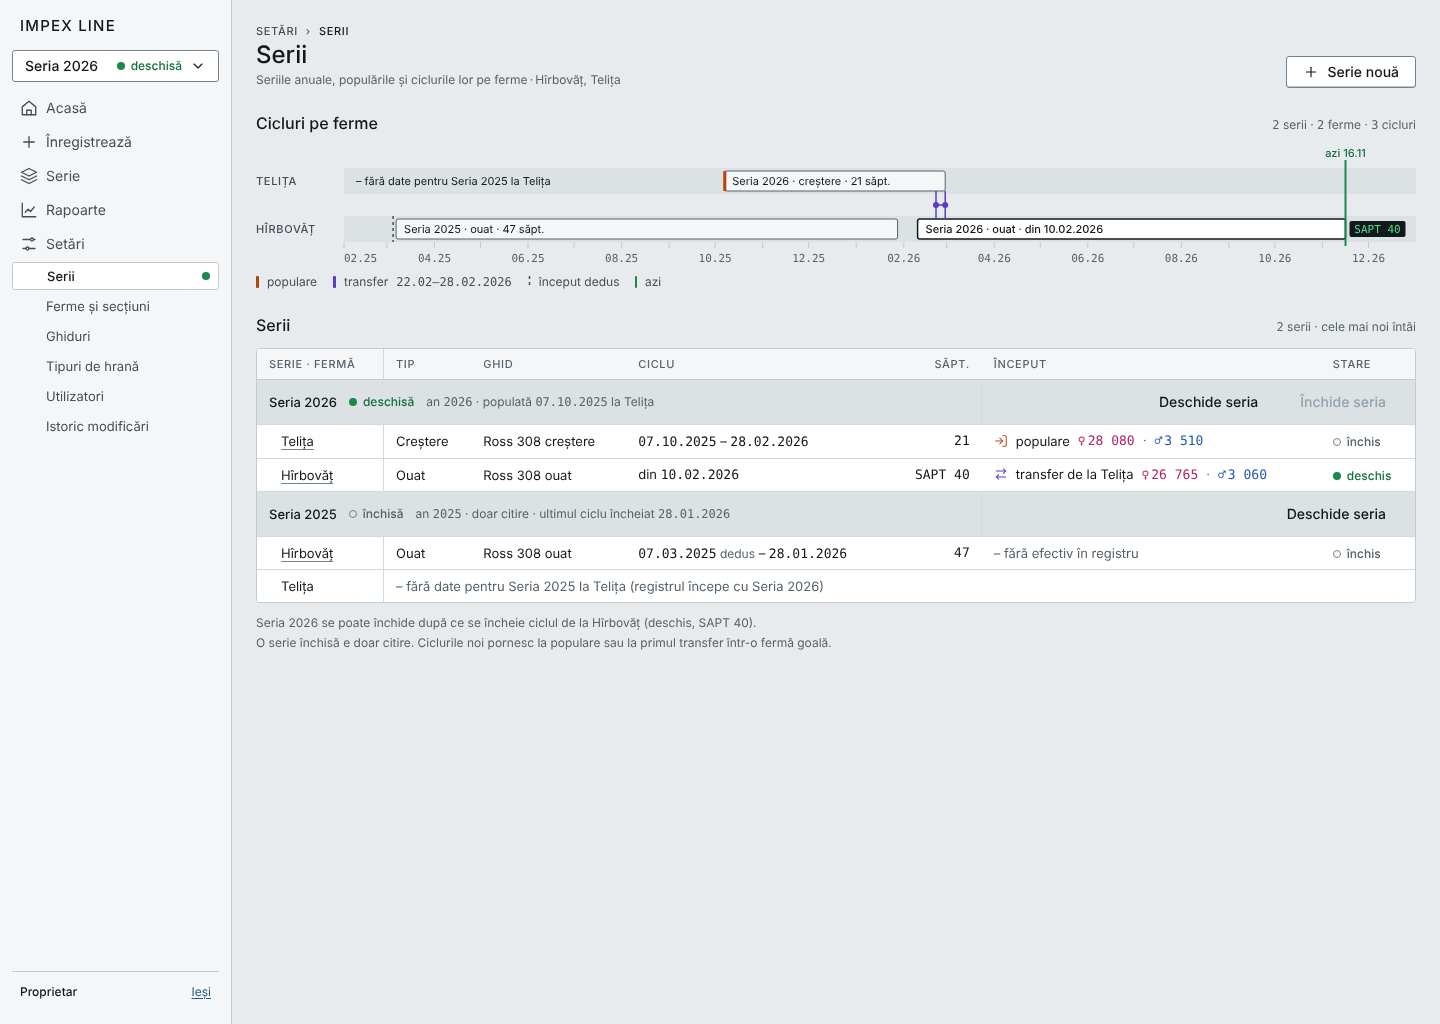 IMPEX LINE
Seria 2026 deschisă
Acasă
Înregistrează
Serie
Rapoarte
Setări
Serii
Ferme și secțiuni
Ghiduri
Tipuri de hrană
Utilizatori
Istoric modificări
Proprietar Ieși
SETĂRI › SERII
Serii
Seriile anuale, populările și ciclurile lor pe ferme · Hîrbovăț, Telița
+ Serie nouă
Cicluri pe ferme 2 serii · 2 ferme · 3 cicluri
azi 16.11
TELIȚA – fără date pentru Seria 2025 la Telița Seria 2026 · creștere · 21 săpt.
HÎRBOVĂȚ Seria 2025 · ouat · 47 săpt. Seria 2026 · ouat · din 10.02.2026 SAPT 40
02.25 04.25 06.25 08.25 10.25 12.25 02.26 04.26 06.26 08.26 10.26 12.26
populare transfer 22.02–28.02.2026 început dedus azi
Serii 2 serii · cele mai noi întâi
SERIE · FERMĂ TIP GHID CICLU SĂPT. ÎNCEPUT STARE
Seria 2026 deschisă an 2026 · populată 07.10.2025 la Telița Deschide seria Închide seria
Telița Creștere Ross 308 creștere 07.10.2025 – 28.02.2026 21 populare ♀28 080 · ♂3 510 închis
Hîrbovăț Ouat Ross 308 ouat din 10.02.2026 SAPT 40 transfer de la Telița ♀26 765 · ♂3 060 deschis
Seria 2025 închisă an 2025 · doar citire · ultimul ciclu încheiat 28.01.2026 Deschide seria
Hîrbovăț Ouat Ross 308 ouat 07.03.2025 dedus – 28.01.2026 47 – fără efectiv în registru închis
Telița – fără date pentru Seria 2025 la Telița (registrul începe cu Seria 2026)
Seria 2026 se poate închide după ce se încheie ciclul de la Hîrbovăț (deschis, SAPT 40).
O serie închisă e doar citire. Ciclurile noi pornesc la populare sau la primul transfer într-o fermă goală.